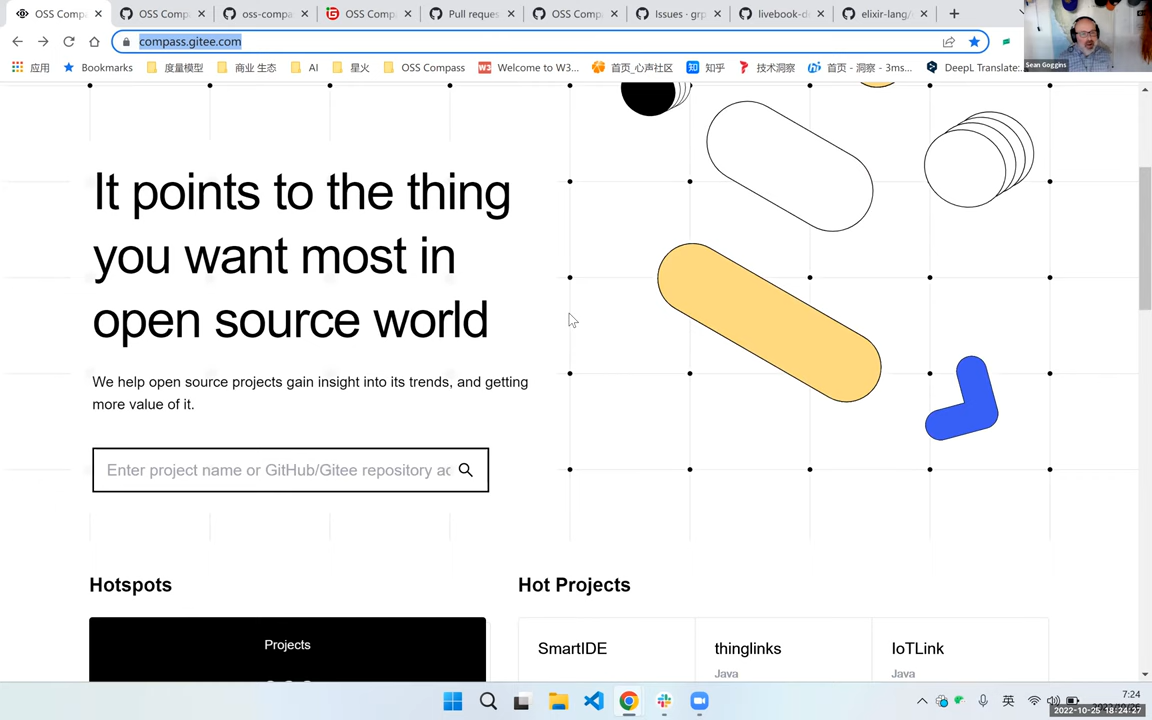 OSS Comp
OSS Comp
oss-compa
OSS Comp
Pull reques
OSS Comp
Issues · grp
livebook-d
elixir-lang/
compass.gitee.com
Sean Goggins
应用
Bookmarks
度量模型
商业 生态
AI
星火
OSS Compass
Welcome to W3...
首页_心声社区
知乎
技术洞察
首页 - 洞察 - 3ms...
DeepL Translate:
It points to the thing
you want most in
open source world
We help open source projects gain insight into its trends, and getting
more value of it.
Enter project name or GitHub/Gitee repository ac
Hotspots
Hot Projects
Projects
SmartIDE
thinglinks
IoTLink
Java
Java
英
7:24
2022-10-25 18:24:27